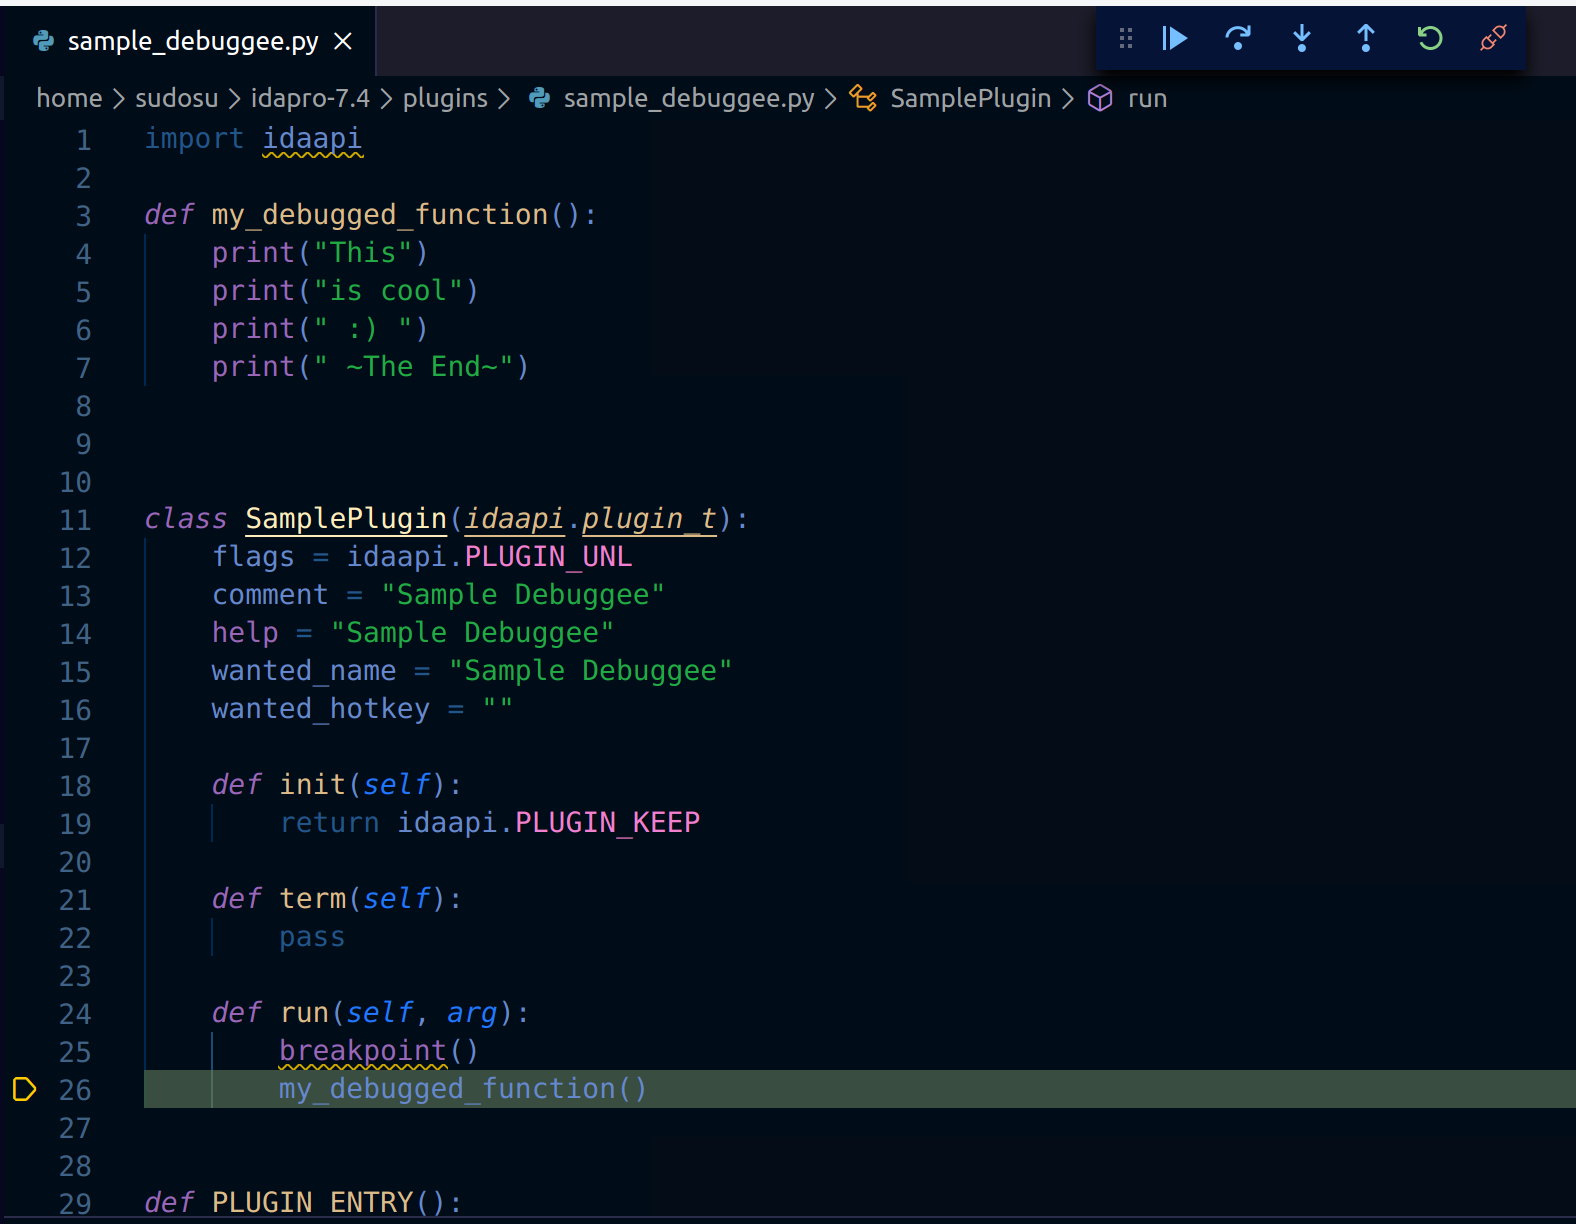 sample_debuggee.py
home > sudosu > idapro-7.4 > plugins > sample_debuggee.py > SamplePlugin > run
1 import idaapi
2
3 def my_debugged_function():
4     print("This")
5     print("is cool")
6     print(" :) ")
7     print(" ~The End~")
8
9
10
11 class SamplePlugin(idaapi.plugin_t):
12     flags = idaapi.PLUGIN_UNL
13     comment = "Sample Debuggee"
14     help = "Sample Debuggee"
15     wanted_name = "Sample Debuggee"
16     wanted_hotkey = ""
17
18     def init(self):
19         return idaapi.PLUGIN_KEEP
20
21     def term(self):
22         pass
23
24     def run(self, arg):
25         breakpoint()
26         my_debugged_function()
27
28
29 def PLUGIN_ENTRY():